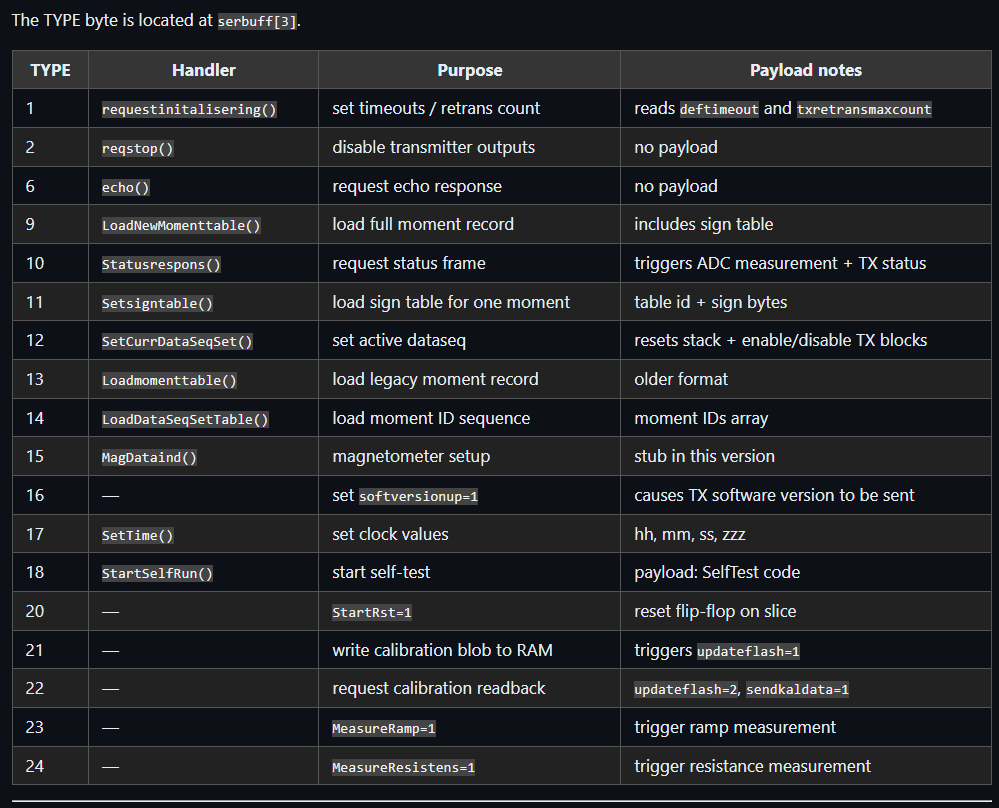 The TYPE byte is located at serbuff[3].
TYPE Handler Purpose Payload notes
1 requestinitalisering() set timeouts / retrans count reads deftimeout and txretransmaxcount
2 reqstop() disable transmitter outputs no payload
6 echo() request echo response no payload
9 LoadNewMomenttable() load full moment record includes sign table
10 Statusrespons() request status frame triggers ADC measurement + TX status
11 Setsigntable() load sign table for one moment table id + sign bytes
12 SetCurrDataSeqSet() set active dataseq resets stack + enable/disable TX blocks
13 Loadmomenttable() load legacy moment record older format
14 LoadDataSeqSetTable() load moment ID sequence moment IDs array
15 MagDataind() magnetometer setup stub in this version
16 — set softversionup=1 causes TX software version to be sent
17 SetTime() set clock values hh, mm, ss, zzz
18 StartSelfRun() start self-test payload: SelfTest code
20 — StartRst=1 reset flip-flop on slice
21 — write calibration blob to RAM triggers updateflash=1
22 — request calibration readback updateflash=2, sendkaldata=1
23 — MeasureRamp=1 trigger ramp measurement
24 — MeasureResistens=1 trigger resistance measurement